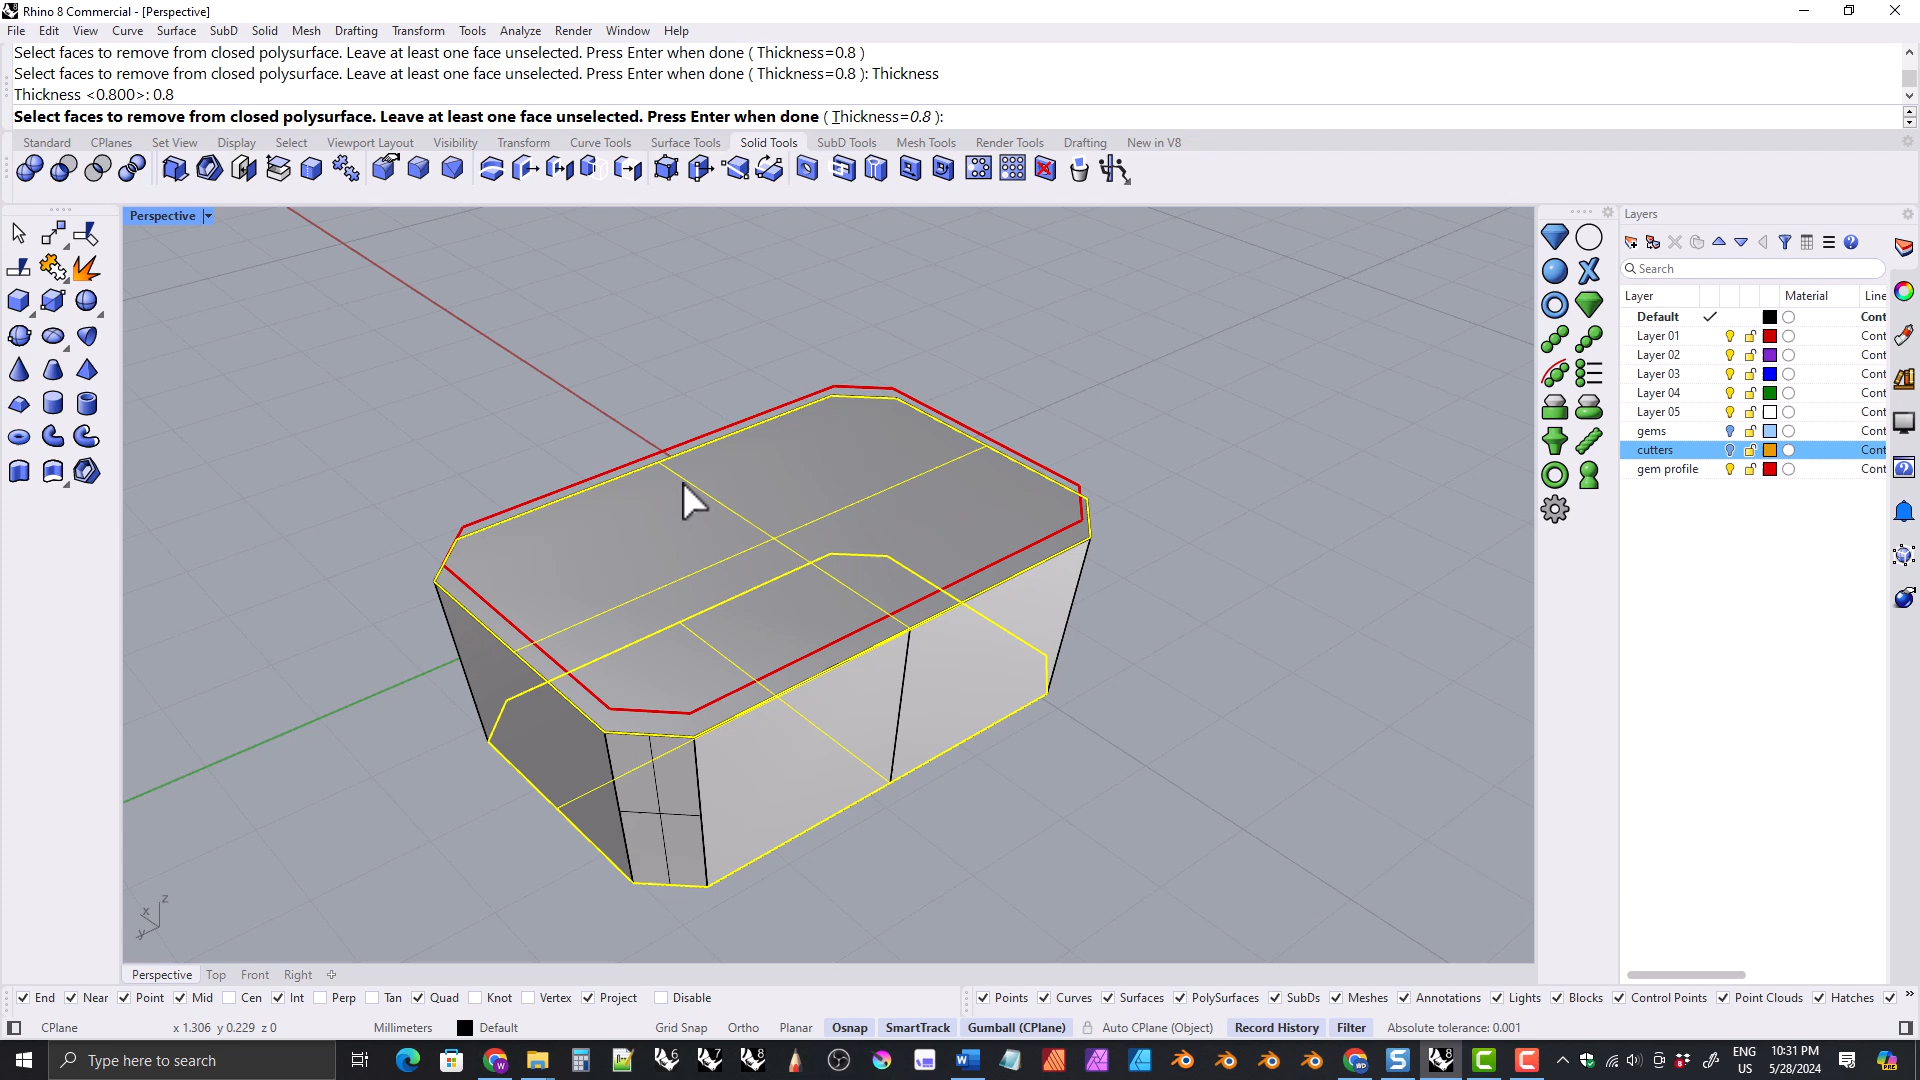 Rhino 8 Commercial - [Perspective]
File Edit View Curve Surface SubD Solid Mesh Drafting Transform Tools Analyze Render Window Help
Select faces to remove from closed polysurface. Leave at least one face unselected. Press Enter when done ( Thickness=0.8 )
Select faces to remove from closed polysurface. Leave at least one face unselected. Press Enter when done ( Thickness=0.8 ): Thickness
Thickness <0.800>: 0.8
Select faces to remove from closed polysurface. Leave at least one face unselected. Press Enter when done ( Thickness=0.8 ):
Standard CPlanes Set View Display Select Viewport Layout Visibility Transform Curve Tools Surface Tools Solid Tools SubD Tools Mesh Tools Render Tools Drafting New in V8
Perspective
Layers
Search
Layer Material Line
Default Cont
Layer 01 Cont
Layer 02 Cont
Layer 03 Cont
Layer 04 Cont
Layer 05 Cont
gems Cont
cutters Cont
gem profile Cont
z
x
y
Perspective Top Front Right
End Near Point Mid Cen Int Perp Tan Quad Knot Vertex Project Disable
Points Curves Surfaces PolySurfaces SubDs Meshes Annotations Lights Blocks Control Points Point Clouds Hatches
CPlane x 1.306 y 0.229 z 0 Millimeters Default Grid Snap Ortho Planar Osnap SmartTrack Gumball (CPlane) Auto CPlane (Object) Record History Filter Absolute tolerance: 0.001
Type here to search
ENG
US
10:31 PM
5/28/2024